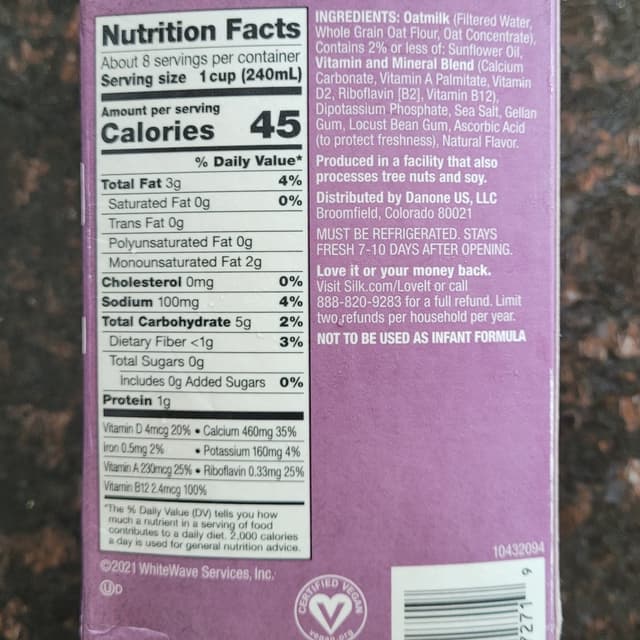 Nutrition Facts
About 8 servings per container
Serving size 1 cup (240mL)
Amount per serving
Calories 45
% Daily Value*
Total Fat 3g 4%
Saturated Fat 0g 0%
Trans Fat 0g
Polyunsaturated Fat 0g
Monounsaturated Fat 2g
Cholesterol 0mg 0%
Sodium 100mg 4%
Total Carbohydrate 5g 2%
Dietary Fiber <1g 3%
Total Sugars 0g
Includes 0g Added Sugars 0%
Protein 1g
Vitamin D 4mcg 20% • Calcium 460mg 35%
Iron 0.5mg 2% • Potassium 160mg 4%
Vitamin A 230mcg 25% • Riboflavin 0.33mg 25%
Vitamin B12 2.4mcg 100%
*The % Daily Value (DV) tells you how
much a nutrient in a serving of food
contributes to a daily diet. 2,000 calories
a day is used for general nutrition advice.
©2021 WhiteWave Services, Inc.
UD
INGREDIENTS: Oatmilk (Filtered Water,
Whole Grain Oat Flour, Oat Concentrate),
Contains 2% or less of: Sunflower Oil,
Vitamin and Mineral Blend (Calcium
Carbonate, Vitamin A Palmitate, Vitamin
D2, Riboflavin [B2], Vitamin B12),
Dipotassium Phosphate, Sea Salt, Gellan
Gum, Locust Bean Gum, Ascorbic Acid
(to protect freshness), Natural Flavor.
Produced in a facility that also
processes tree nuts and soy.
Distributed by Danone US, LLC
Broomfield, Colorado 80021
MUST BE REFRIGERATED. STAYS
FRESH 7-10 DAYS AFTER OPENING.
Love it or your money back.
Visit Silk.com/LoveIt or call
888-820-9283 for a full refund. Limit
two refunds per household per year.
NOT TO BE USED AS INFANT FORMULA
10432094
CERTIFIED VEGAN
vegan.org
9